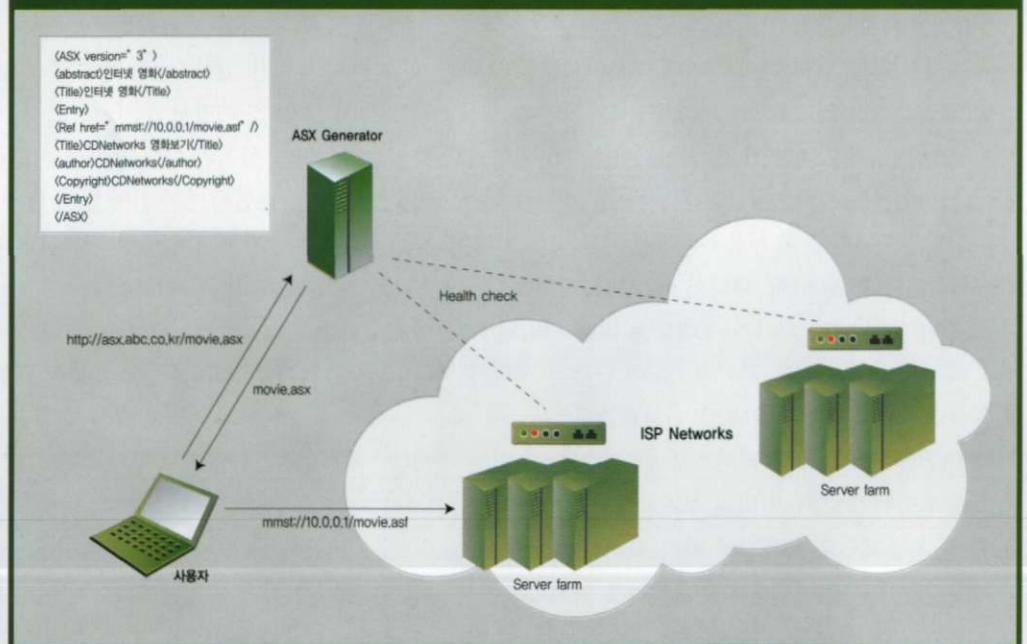 〈ASX version=" 3" 〉
〈abstract〉인터넷 영화〈/abstract〉
〈Title〉인터넷 영화〈/Title〉
〈Entry〉
〈Ref href=" mmst://10.0.0.1/movie.asf" /〉
〈Title〉CDNetworks 영화보기〈/Title〉
〈author〉CDNetworks〈/author〉
〈Copyright〉CDNetworks〈/Copyright〉
〈/Entry〉
〈/ASX〉
ASX Generator
Health check
http://asx.abc.co.kr/movie.asx
movie.asx
ISP Networks
Server farm
mmst://10.0.0.1/movie.asf
사용자
Server farm